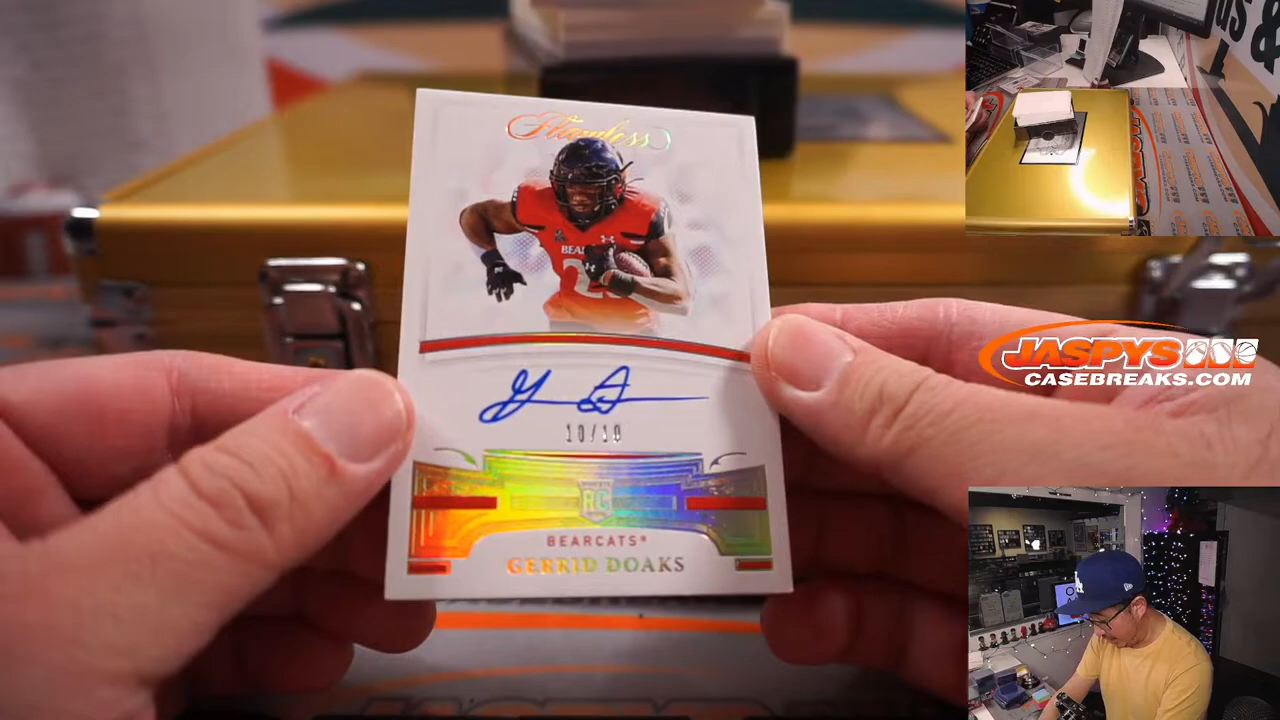 Flawless
BEA
10/10
RC
BEARCATS
GERRID DOAKS
JASPYS
CASEBREAKS.COM